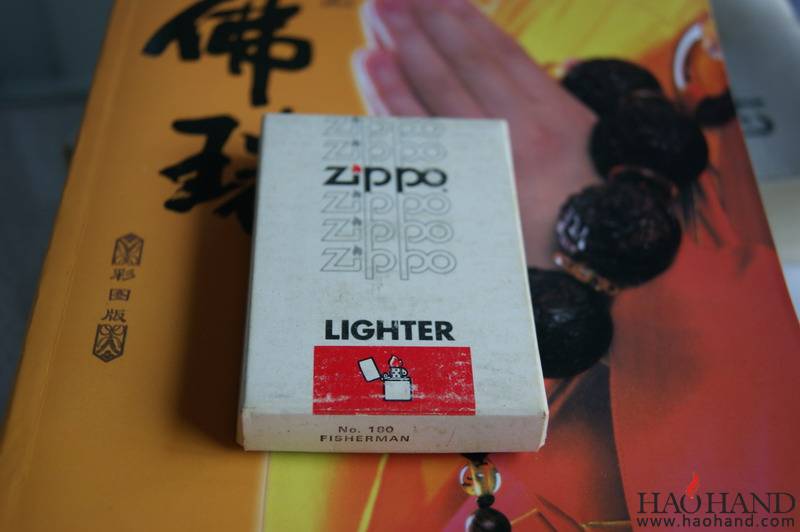 佛
彩图版
zippo
zippo
zippo
zippo
zippo
zippo
LIGHTER
No. 180
FISHERMAN
HAOHAND
www.haohand.com